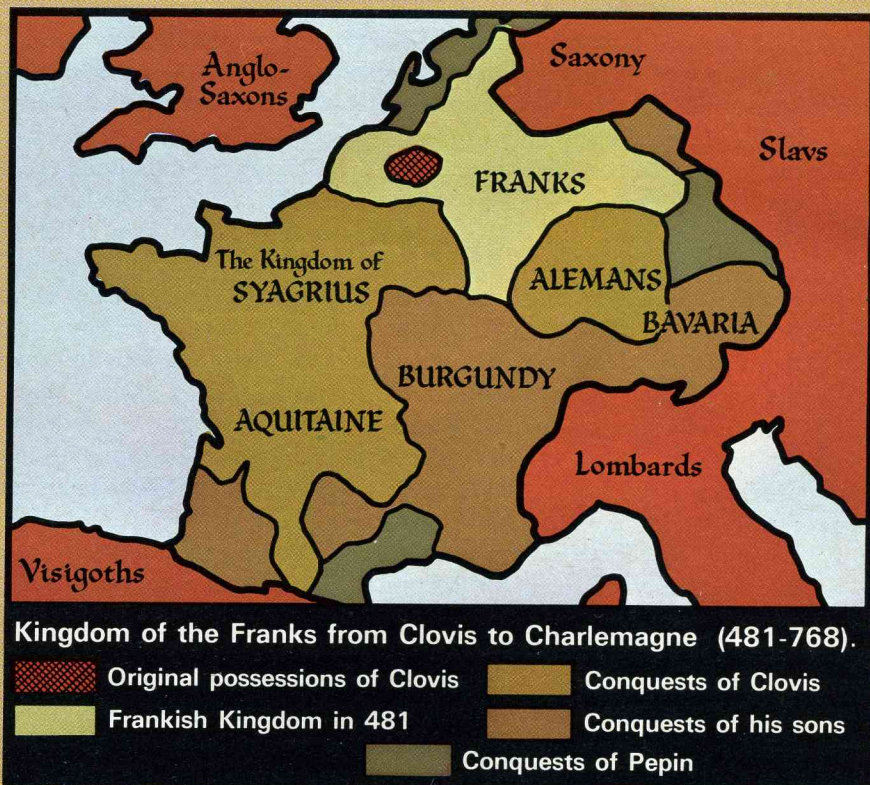 Anglo-
Saxons
Saxony
Slavs
FRANKS
The Kingdom of
SYAGRIUS
ALEMANS
BAVARIA
BURGUNDY
AQUITAINE
Lombards
Visigoths
Kingdom of the Franks from Clovis to Charlemagne (481-768).
Original possessions of Clovis
Conquests of Clovis
Frankish Kingdom in 481
Conquests of his sons
Conquests of Pepin